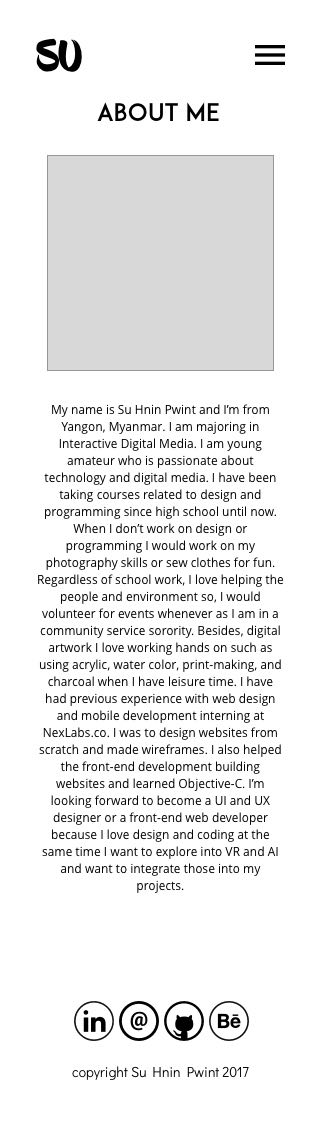 SU
ABOUT ME
My name is Su Hnin Pwint and I'm from
Yangon, Myanmar. I am majoring in
Interactive Digital Media. I am young
amateur who is passionate about
technology and digital media. I have been
taking courses related to design and
programming since high school until now.
When I don't work on design or
programming I would work on my
photography skills or sew clothes for fun.
Regardless of school work, I love helping the
people and environment so, I would
volunteer for events whenever as I am in a
community service sorority. Besides, digital
artwork I love working hands on such as
using acrylic, water color, print-making, and
charcoal when I have leisure time. I have
had previous experience with web design
and mobile development interning at
NexLabs.co. I was to design websites from
scratch and made wireframes. I also helped
the front-end development building
websites and learned Objective-C. I'm
looking forward to become a UI and UX
designer or a front-end web developer
because I love design and coding at the
same time I want to explore into VR and AI
and want to integrate those into my
projects.
in @ Bē
copyright Su Hnin Pwint 2017